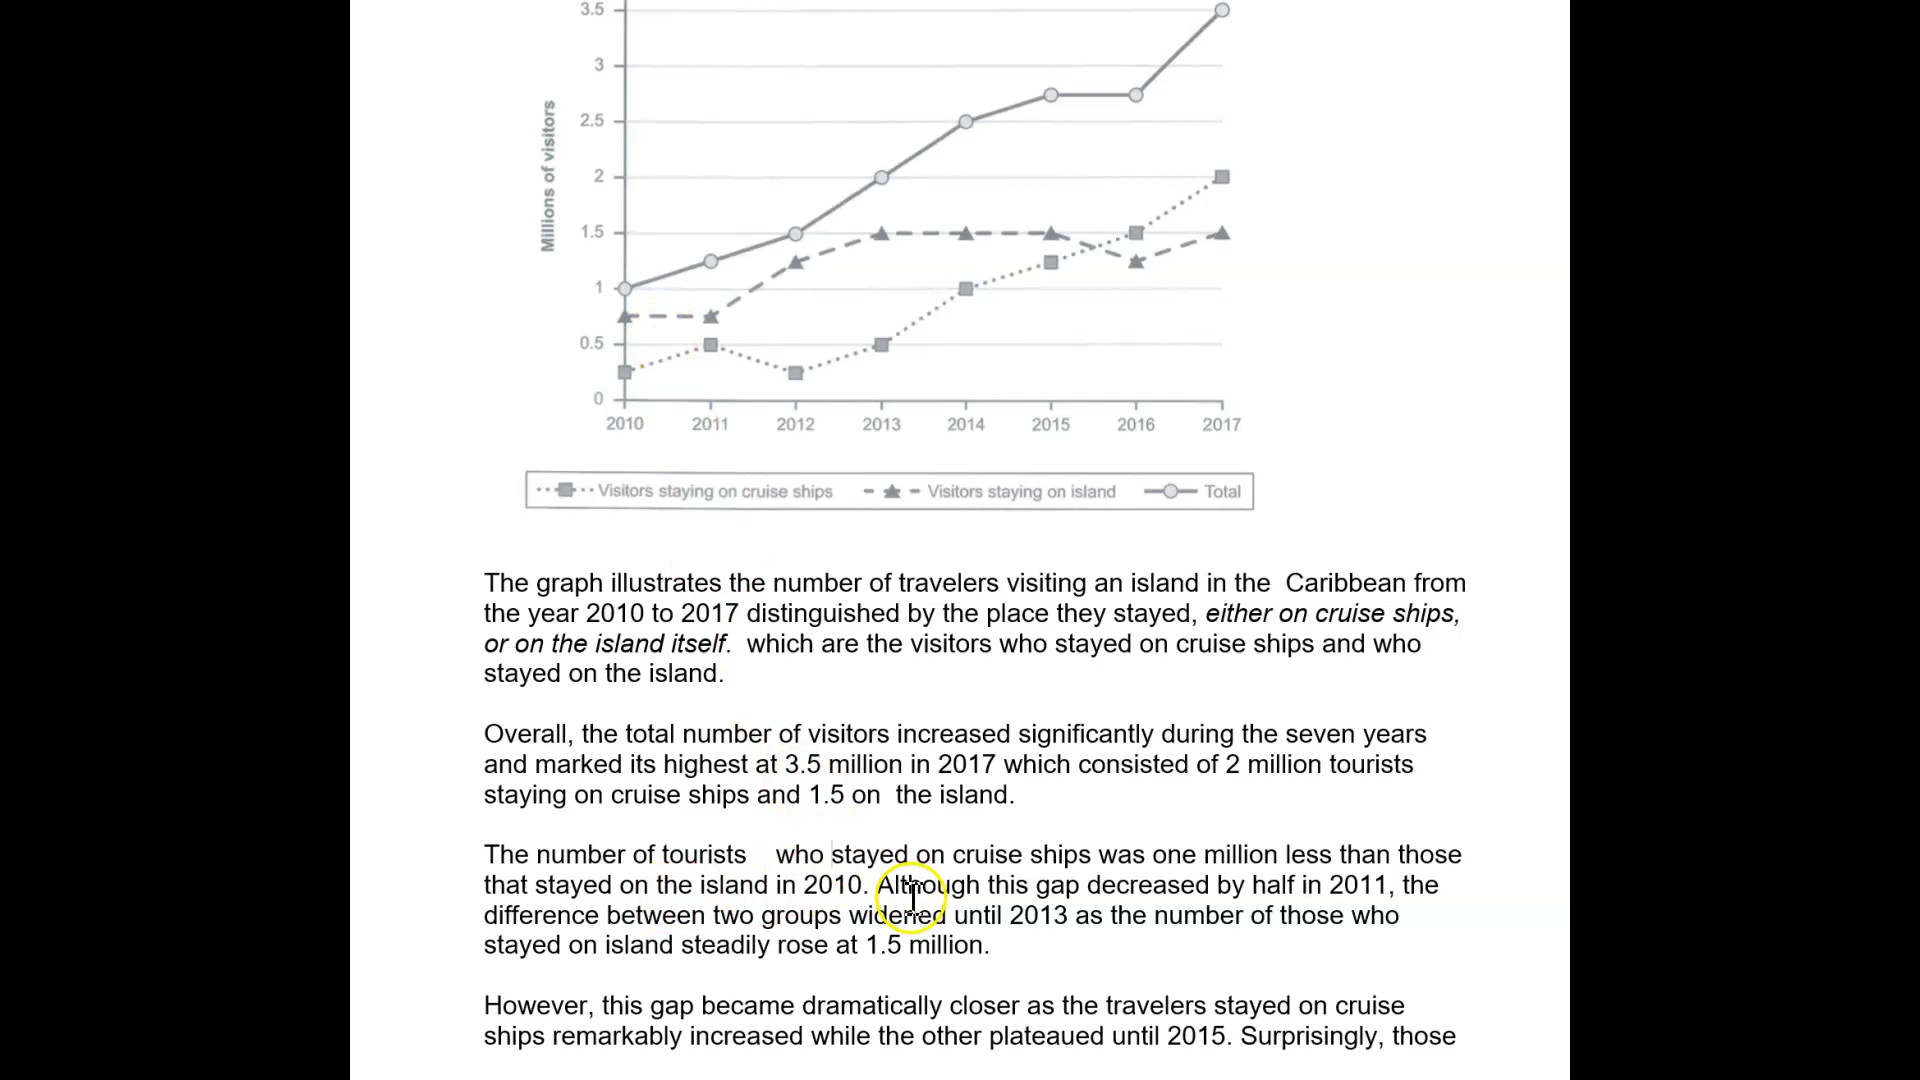 3.5
3
2.5
2
1.5
1
0.5
0
Millions of visitors
2010 2011 2012 2013 2014 2015 2016 2017
Visitors staying on cruise ships Visitors staying on island Total
The graph illustrates the number of travelers visiting an island in the  Caribbean from
the year 2010 to 2017 distinguished by the place they stayed, either on cruise ships,
or on the island itself.  which are the visitors who stayed on cruise ships and who
stayed on the island.
Overall, the total number of visitors increased significantly during the seven years
and marked its highest at 3.5 million in 2017 which consisted of 2 million tourists
staying on cruise ships and 1.5 on  the island.
The number of tourists    who stayed on cruise ships was one million less than those
that stayed on the island in 2010. Although this gap decreased by half in 2011, the
difference between two groups widened until 2013 as the number of those who
stayed on island steadily rose at 1.5 million.
However, this gap became dramatically closer as the travelers stayed on cruise
ships remarkably increased while the other plateaued until 2015. Surprisingly, those